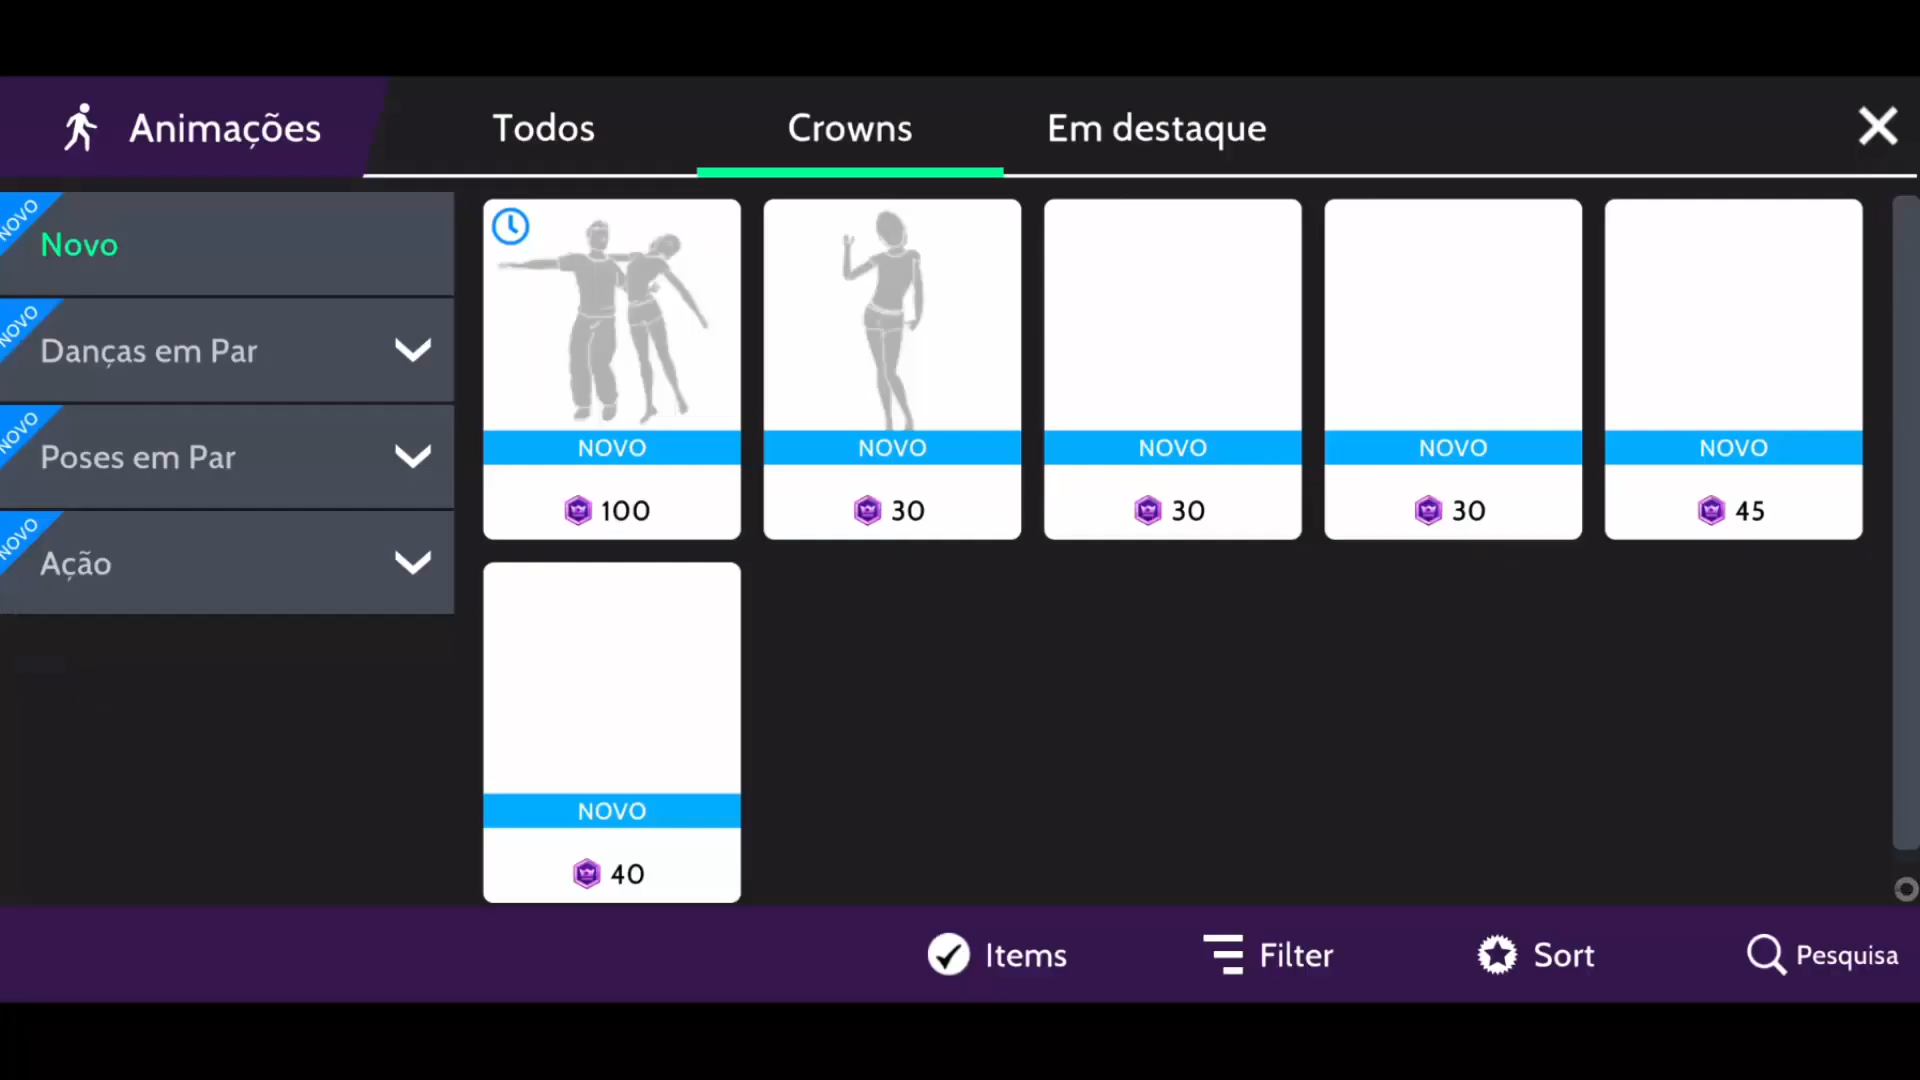 Animações
Todos
Crowns
Em destaque
NOVO
Novo
NOVO
Danças em Par
NOVO
Poses em Par
NOVO
Ação
NOVO
NOVO
NOVO
NOVO
NOVO
100
30
30
30
45
NOVO
40
Items
Filter
Sort
Pesquisa